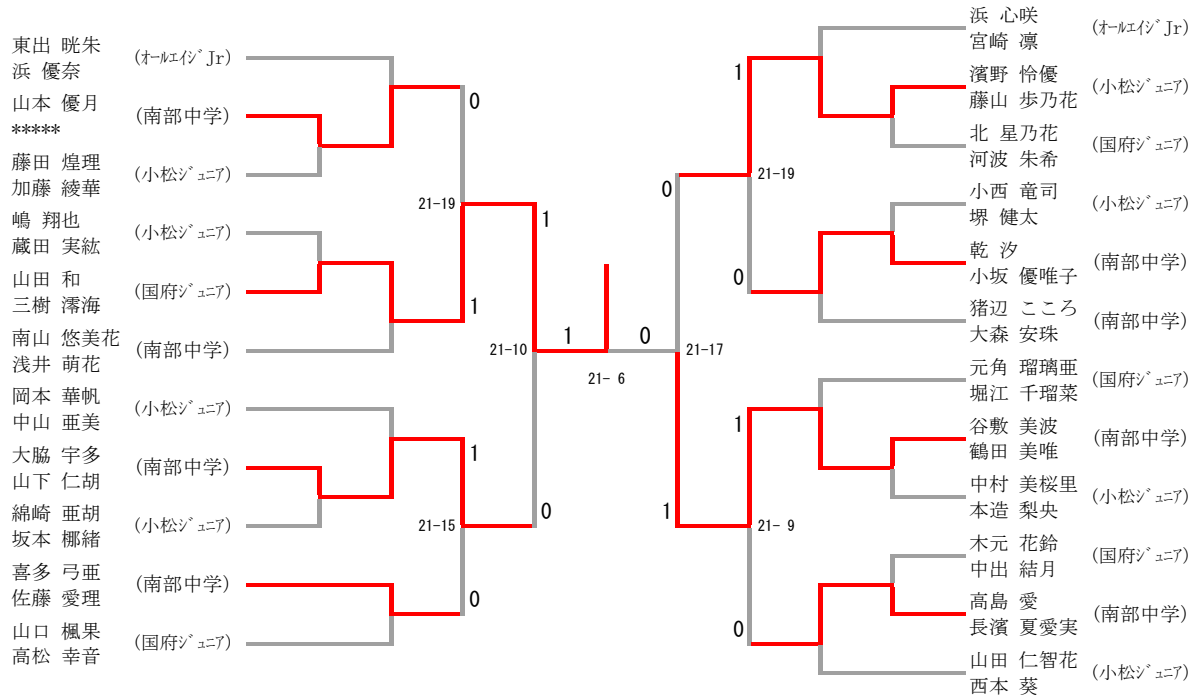 東出 晄朱
浜 優奈
(オールエイジJr)
山本 優月
*****
(南部中学)
藤田 煌理
加藤 綾華
(小松ジュニア)
嶋 翔也
蔵田 実紘
(小松ジュニア)
山田 和
三樹 澪海
(国府ジュニア)
南山 悠美花
浅井 萌花
(南部中学)
岡本 華帆
中山 亜美
(小松ジュニア)
大脇 宇多
山下 仁胡
(南部中学)
綿崎 亜胡
坂本 梛緒
(小松ジュニア)
喜多 弓亜
佐藤 愛理
(南部中学)
山口 楓果
高松 幸音
(国府ジュニア)
0
21-19
1
1
21-10
1
21-15
0
0
1
0
21- 6
1
21-19
0
0
21-17
1
1
21- 9
0
浜 心咲
宮崎 凛
(オールエイジJr)
濱野 怜優
藤山 歩乃花
(小松ジュニア)
北 星乃花
河波 朱希
(国府ジュニア)
小西 竜司
堺 健太
(小松ジュニア)
乾 汐
小坂 優唯子
(南部中学)
猪辺 こころ
大森 安珠
(南部中学)
元角 瑠璃亜
堀江 千瑠菜
(国府ジュニア)
谷敷 美波
鶴田 美唯
(南部中学)
中村 美桜里
本造 梨央
(小松ジュニア)
木元 花鈴
中出 結月
(国府ジュニア)
高島 愛
長濱 夏愛実
(南部中学)
山田 仁智花
西本 葵
(小松ジュニア)